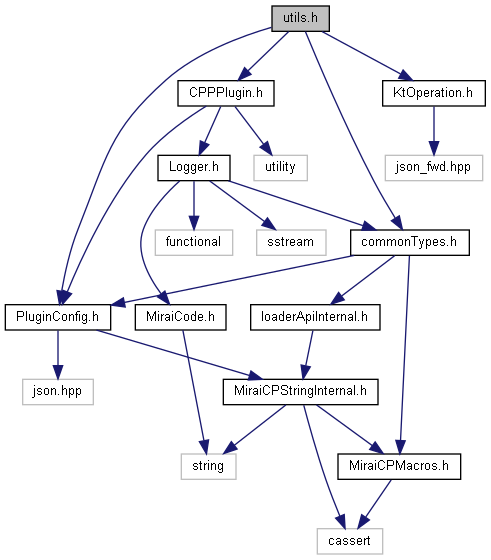 utils.h
CPPPlugin.h
KtOperation.h
Logger.h
utility
json_fwd.hpp
functional
sstream
commonTypes.h
PluginConfig.h
MiraiCode.h
loaderApiInternal.h
json.hpp
MiraiCPStringInternal.h
string
MiraiCPMacros.h
cassert